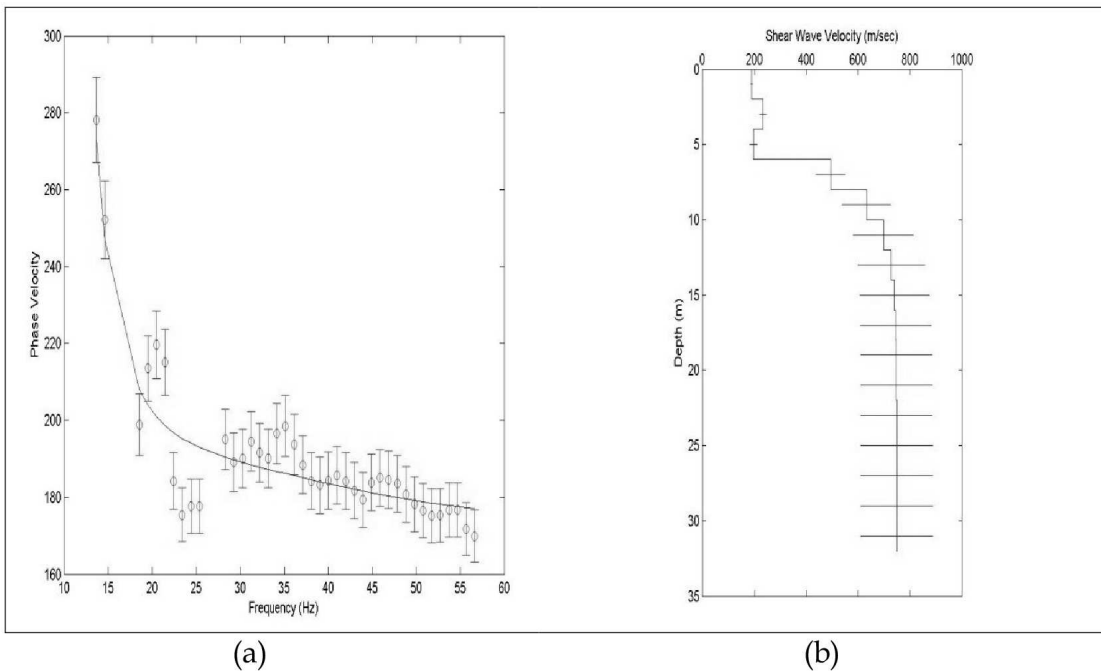 300
280
260
240
220
200
180
160
10 15 20 25 30 35 40 45 50 55 60
Phase Velocity
Frequency (Hz)
(a)
Shear Wave Velocity (m/sec)
0 200 400 600 800 1000
0
5
10
15
20
25
30
35
Depth (m)
(b)